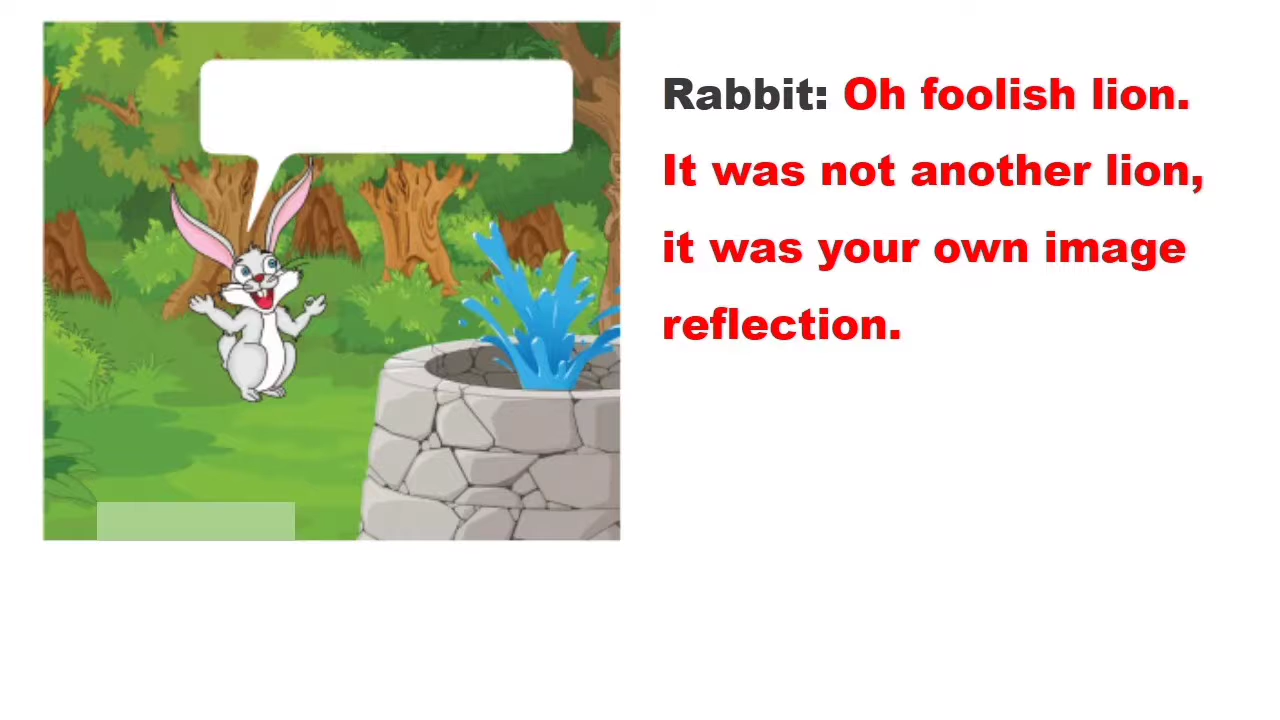 Rabbit: Oh foolish lion.
It was not another lion,
it was your own image
reflection.